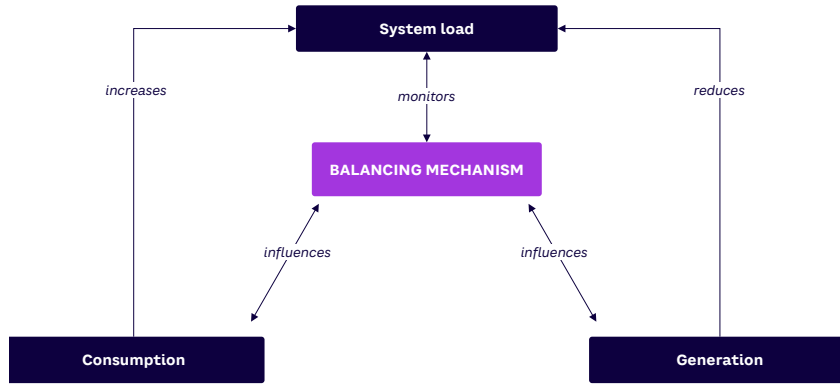 System load
increases
monitors
reduces
BALANCING MECHANISM
influences
influences
Consumption
Generation